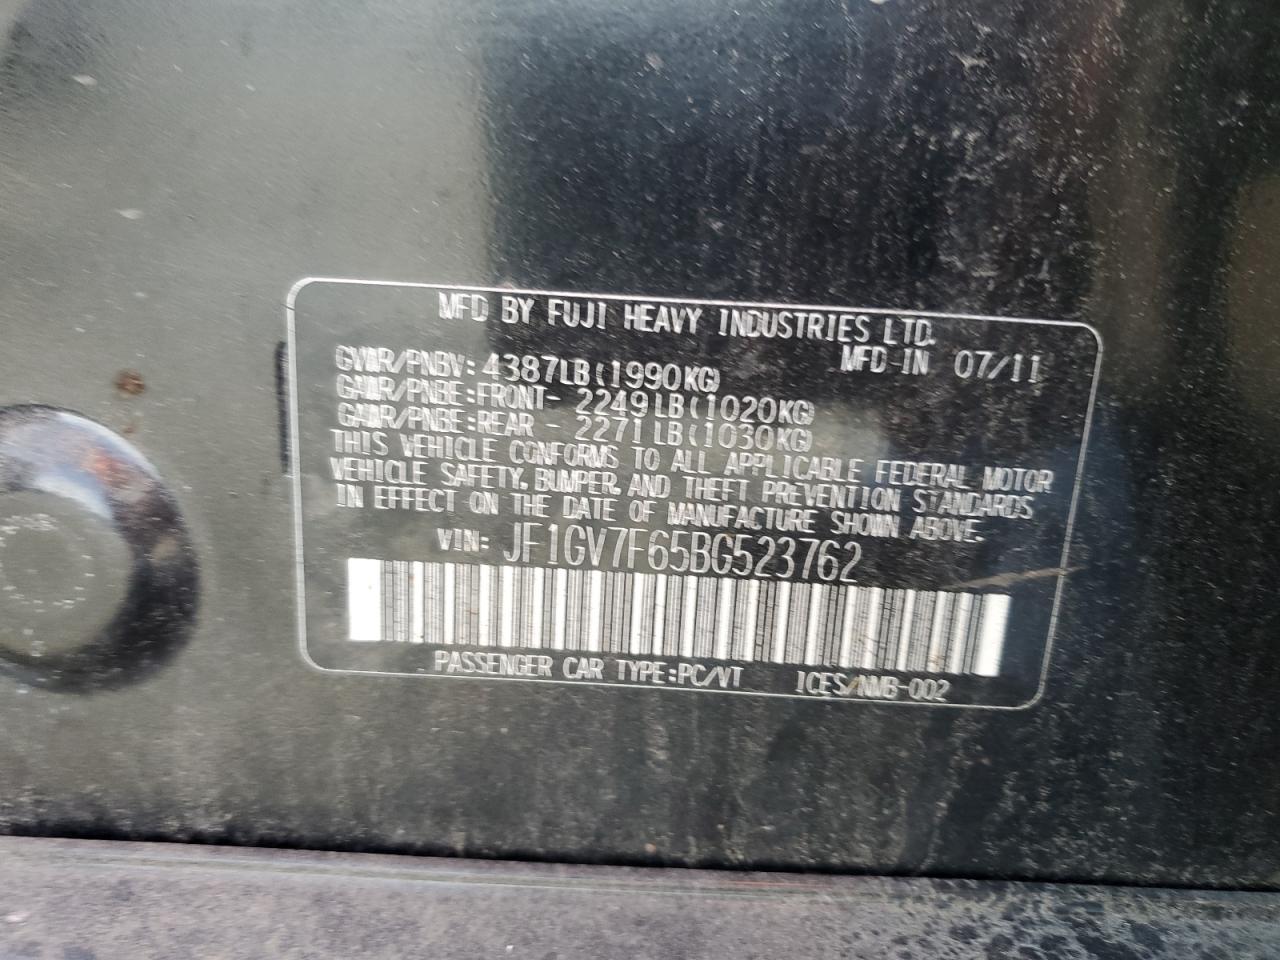 MFD BY FUJI HEAVY INDUSTRIES LTD.
MFD-IN 07/11
GVWR/PNBV: 4387LB(1990KG)
GAWR/PNBE:FRONT- 2249LB(1020KG)
GAWR/PNBE:REAR - 2271LB(1030KG)
THIS VEHICLE CONFORMS TO ALL APPLICABLE FEDERAL MOTOR
VEHICLE SAFETY, BUMPER, AND THEFT PREVENTION STANDARDS
IN EFFECT ON THE DATE OF MANUFACTURE SHOWN ABOVE.
VIN: JF1GV7F65BG523762
PASSENGER CAR TYPE:PC/VT ICES/NMB-002